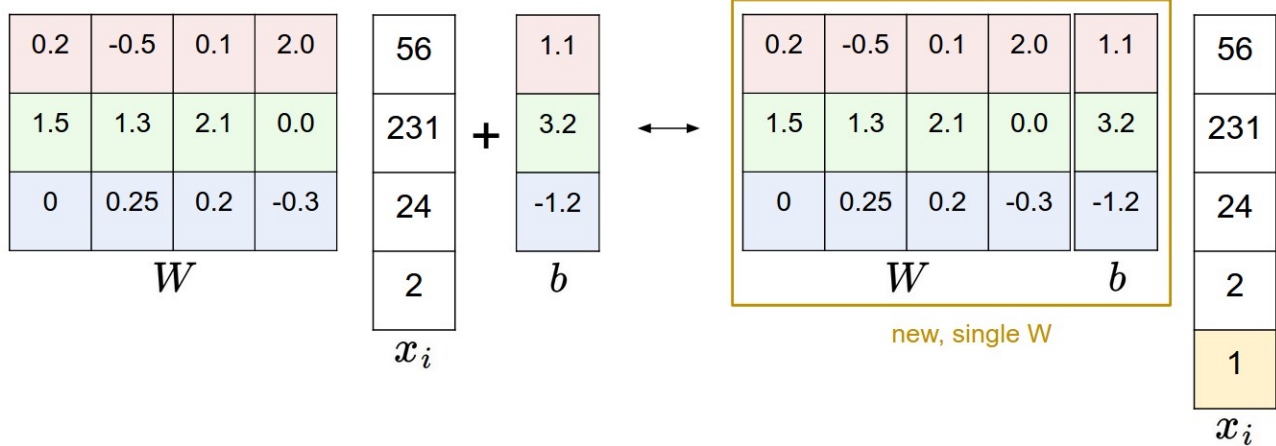 0.2 -0.5 0.1 2.0 56 1.1 0.2 -0.5 0.1 2.0 1.1 56
1.5 1.3 2.1 0.0 231 + 3.2 ↔ 1.5 1.3 2.1 0.0 3.2 231
0 0.25 0.2 -0.3 24 -1.2 0 0.25 0.2 -0.3 -1.2 24
W 2 b W b 2
new, single W
x_i 1
x_i